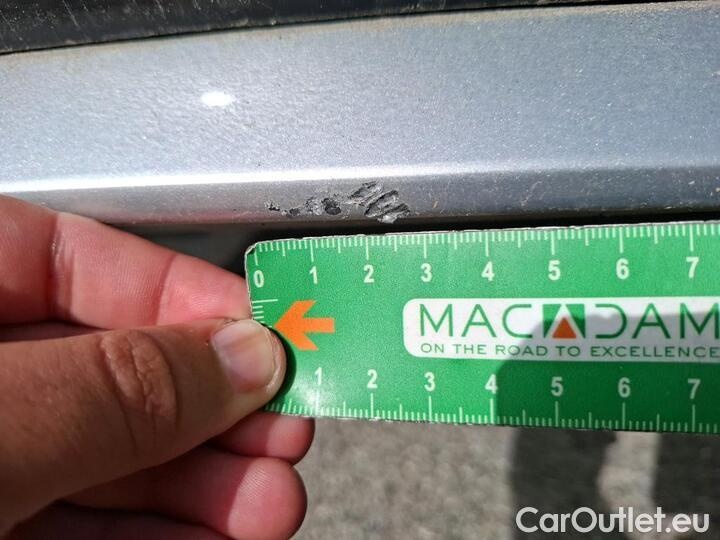 0 1 2 3 4 5 6 7
MACADAM
ON THE ROAD TO EXCELLENCE
1 2 3 4 5 6 7
CarOutlet.eu